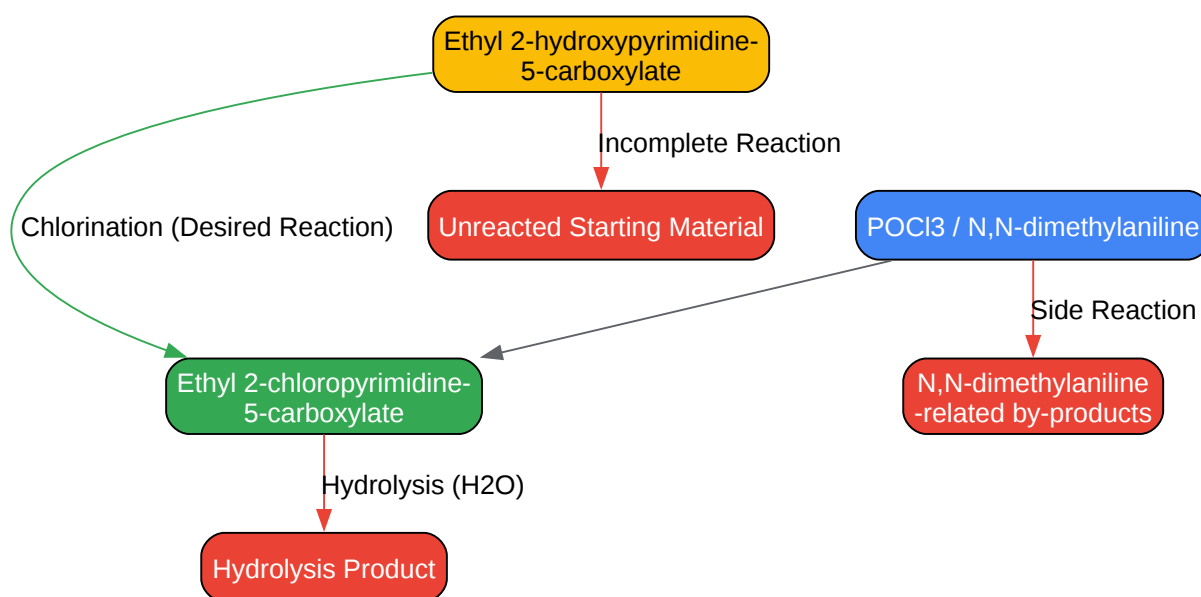 Ethyl 2-hydroxypyrimidine-
5-carboxylate
Incomplete Reaction
Chlorination (Desired Reaction)
Unreacted Starting Material
POCl3 / N,N-dimethylaniline
Side Reaction
Ethyl 2-chloropyrimidine-
5-carboxylate
N,N-dimethylaniline
-related by-products
Hydrolysis (H2O)
Hydrolysis Product